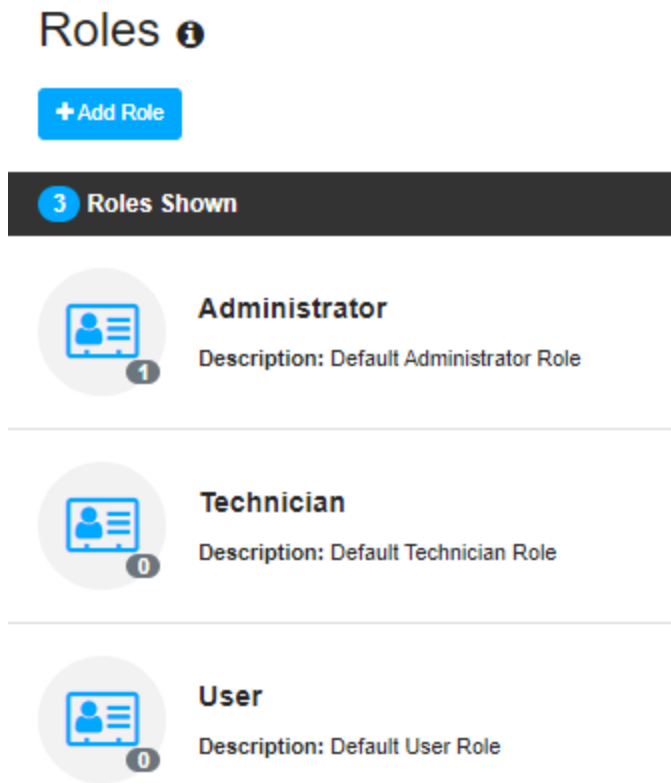 Roles
+ Add Role
3 Roles Shown
Administrator
1
Description: Default Administrator Role
Technician
0
Description: Default Technician Role
User
0
Description: Default User Role